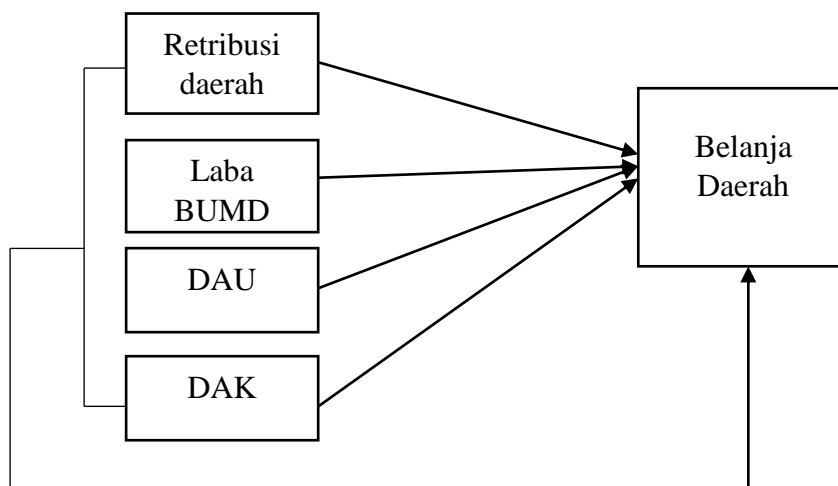 Retribusi
daerah
Laba
BUMD
DAU
DAK
Belanja
Daerah